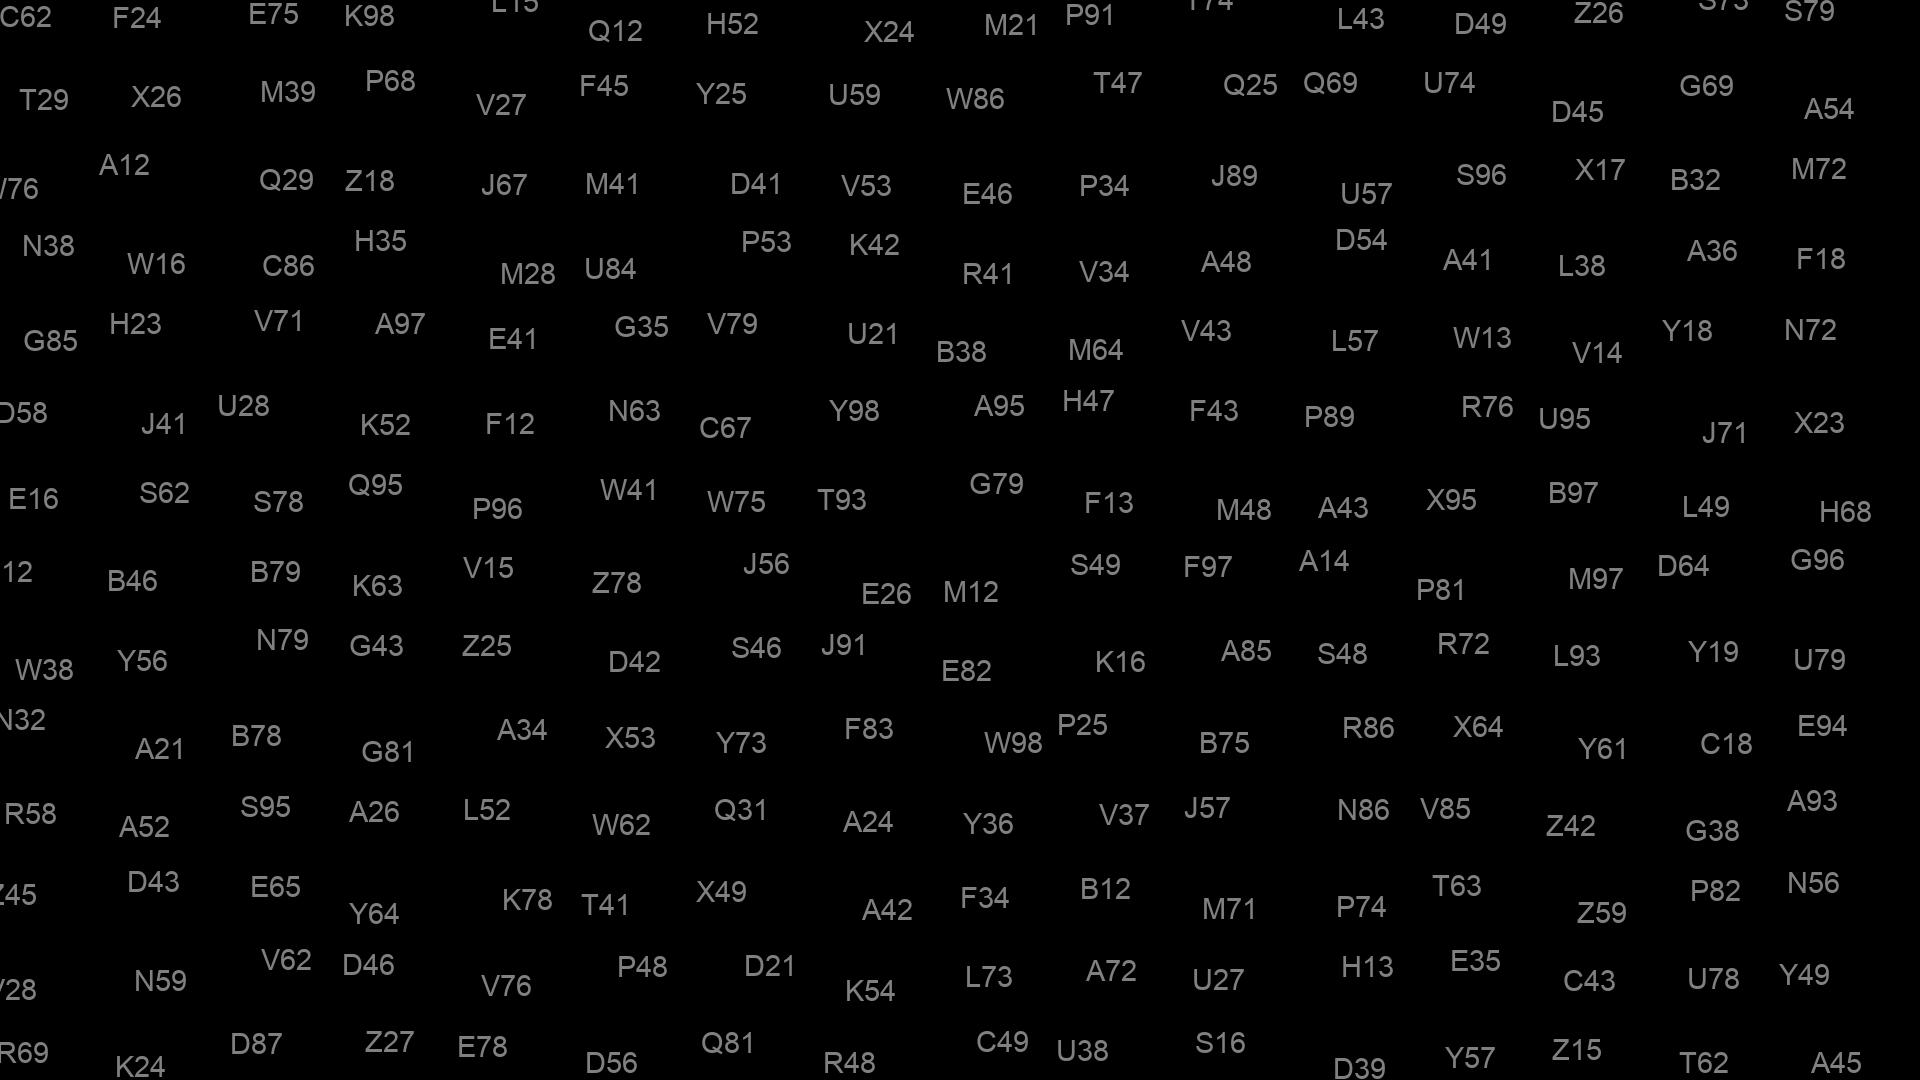 C62 F24 E75 K98 L15 Q12 H52 X24 M21 P91 T74 L43 D49 Z26 S73 S79
T29 X26 M39 P68 V27 F45 Y25 U59 W86 T47 Q25 Q69 U74 D45 G69 A54
A12 Q29 Z18 J67 M41 D41 V53 E46 P34 J89 U57 S96 X17 B32 M72
N38 W16 C86 H35 M28 U84 P53 K42 R41 V34 A48 D54 A41 L38 A36 F18
G85 H23 V71 A97 E41 G35 V79 U21 B38 M64 V43 L57 W13 V14 Y18 N72
D58 J41 U28 K52 F12 N63 C67 Y98 A95 H47 F43 P89 R76 U95 J71 X23
E16 S62 S78 Q95 P96 W41 W75 T93 G79 F13 M48 A43 X95 B97 L49 H68
12 B46 B79 K63 V15 Z78 J56 E26 M12 S49 F97 A14 P81 M97 D64 G96
W38 Y56 N79 G43 Z25 D42 S46 J91 E82 K16 A85 S48 R72 L93 Y19 U79
N32 A21 B78 G81 A34 X53 Y73 F83 W98 P25 B75 R86 X64 Y61 C18 E94
R58 A52 S95 A26 L52 W62 Q31 A24 Y36 V37 J57 N86 V85 Z42 G38 A93
Z45 D43 E65 Y64 K78 T41 X49 A42 F34 B12 M71 P74 T63 Z59 P82 N56
N59 V62 D46 V76 P48 D21 K54 L73 A72 U27 H13 E35 C43 U78 Y49
R69 K24 D87 Z27 E78 D56 Q81 R48 C49 U38 S16 D39 Y57 Z15 T62 A45